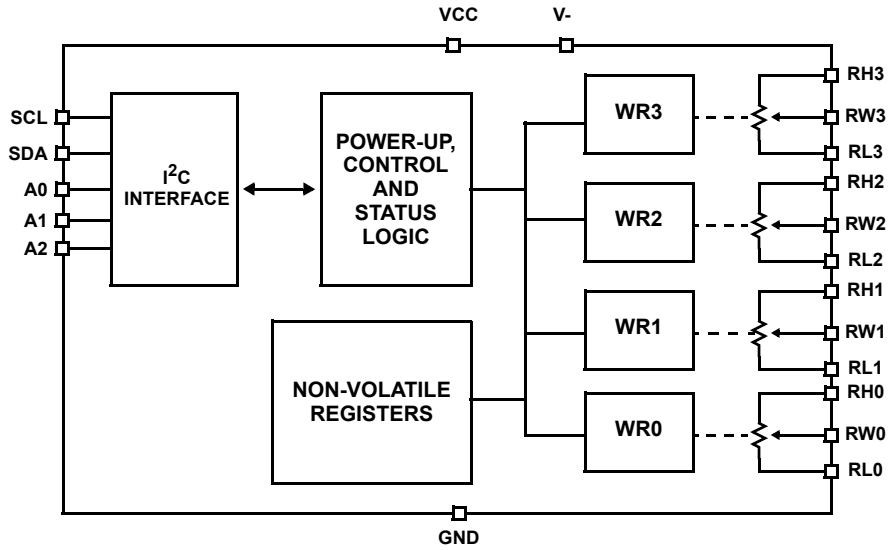 VCC
V-
SCL
SDA
A0
A1
A2
I²C
INTERFACE
POWER-UP,
CONTROL
AND
STATUS
LOGIC
NON-VOLATILE
REGISTERS
WR3
WR2
WR1
WR0
RH3
RW3
RL3
RH2
RW2
RL2
RH1
RW1
RL1
RH0
RW0
RL0
GND